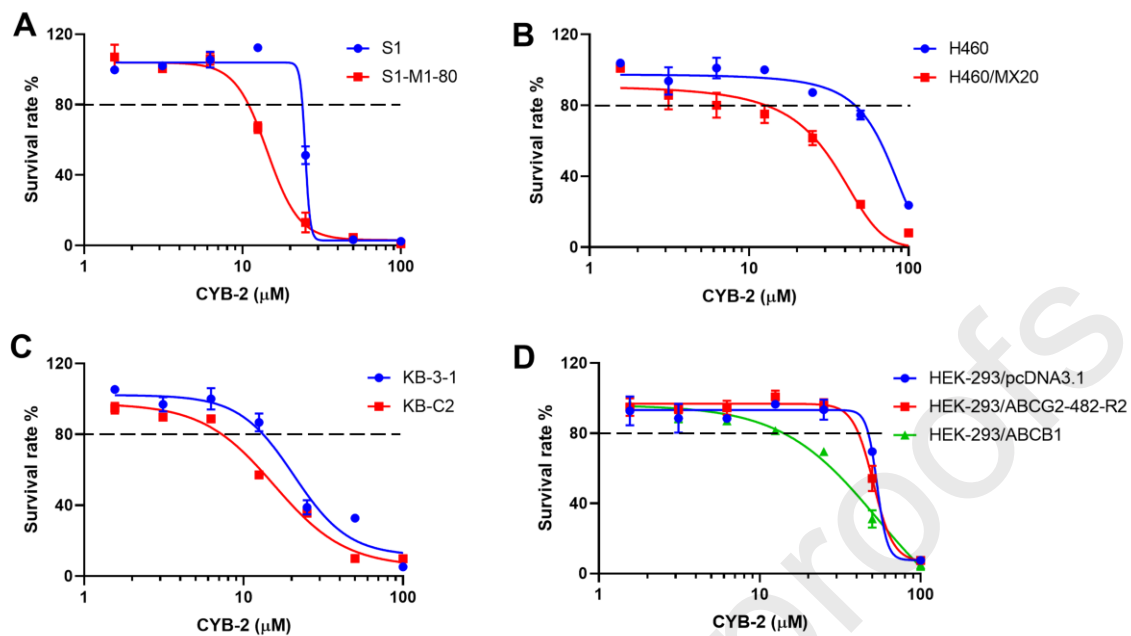 A
S1
S1-M1-80
Survival rate %
120
80
40
0
1
10
100
CYB-2 (μM)
B
H460
H460/MX20
Survival rate %
120
80
40
0
1
10
100
CYB-2 (μM)
C
KB-3-1
KB-C2
Survival rate %
120
80
40
0
1
10
100
CYB-2 (μM)
D
HEK-293/pcDNA3.1
HEK-293/ABCG2-482-R2
HEK-293/ABCB1
Survival rate %
120
80
40
0
1
10
100
CYB-2 (μM)
roofs